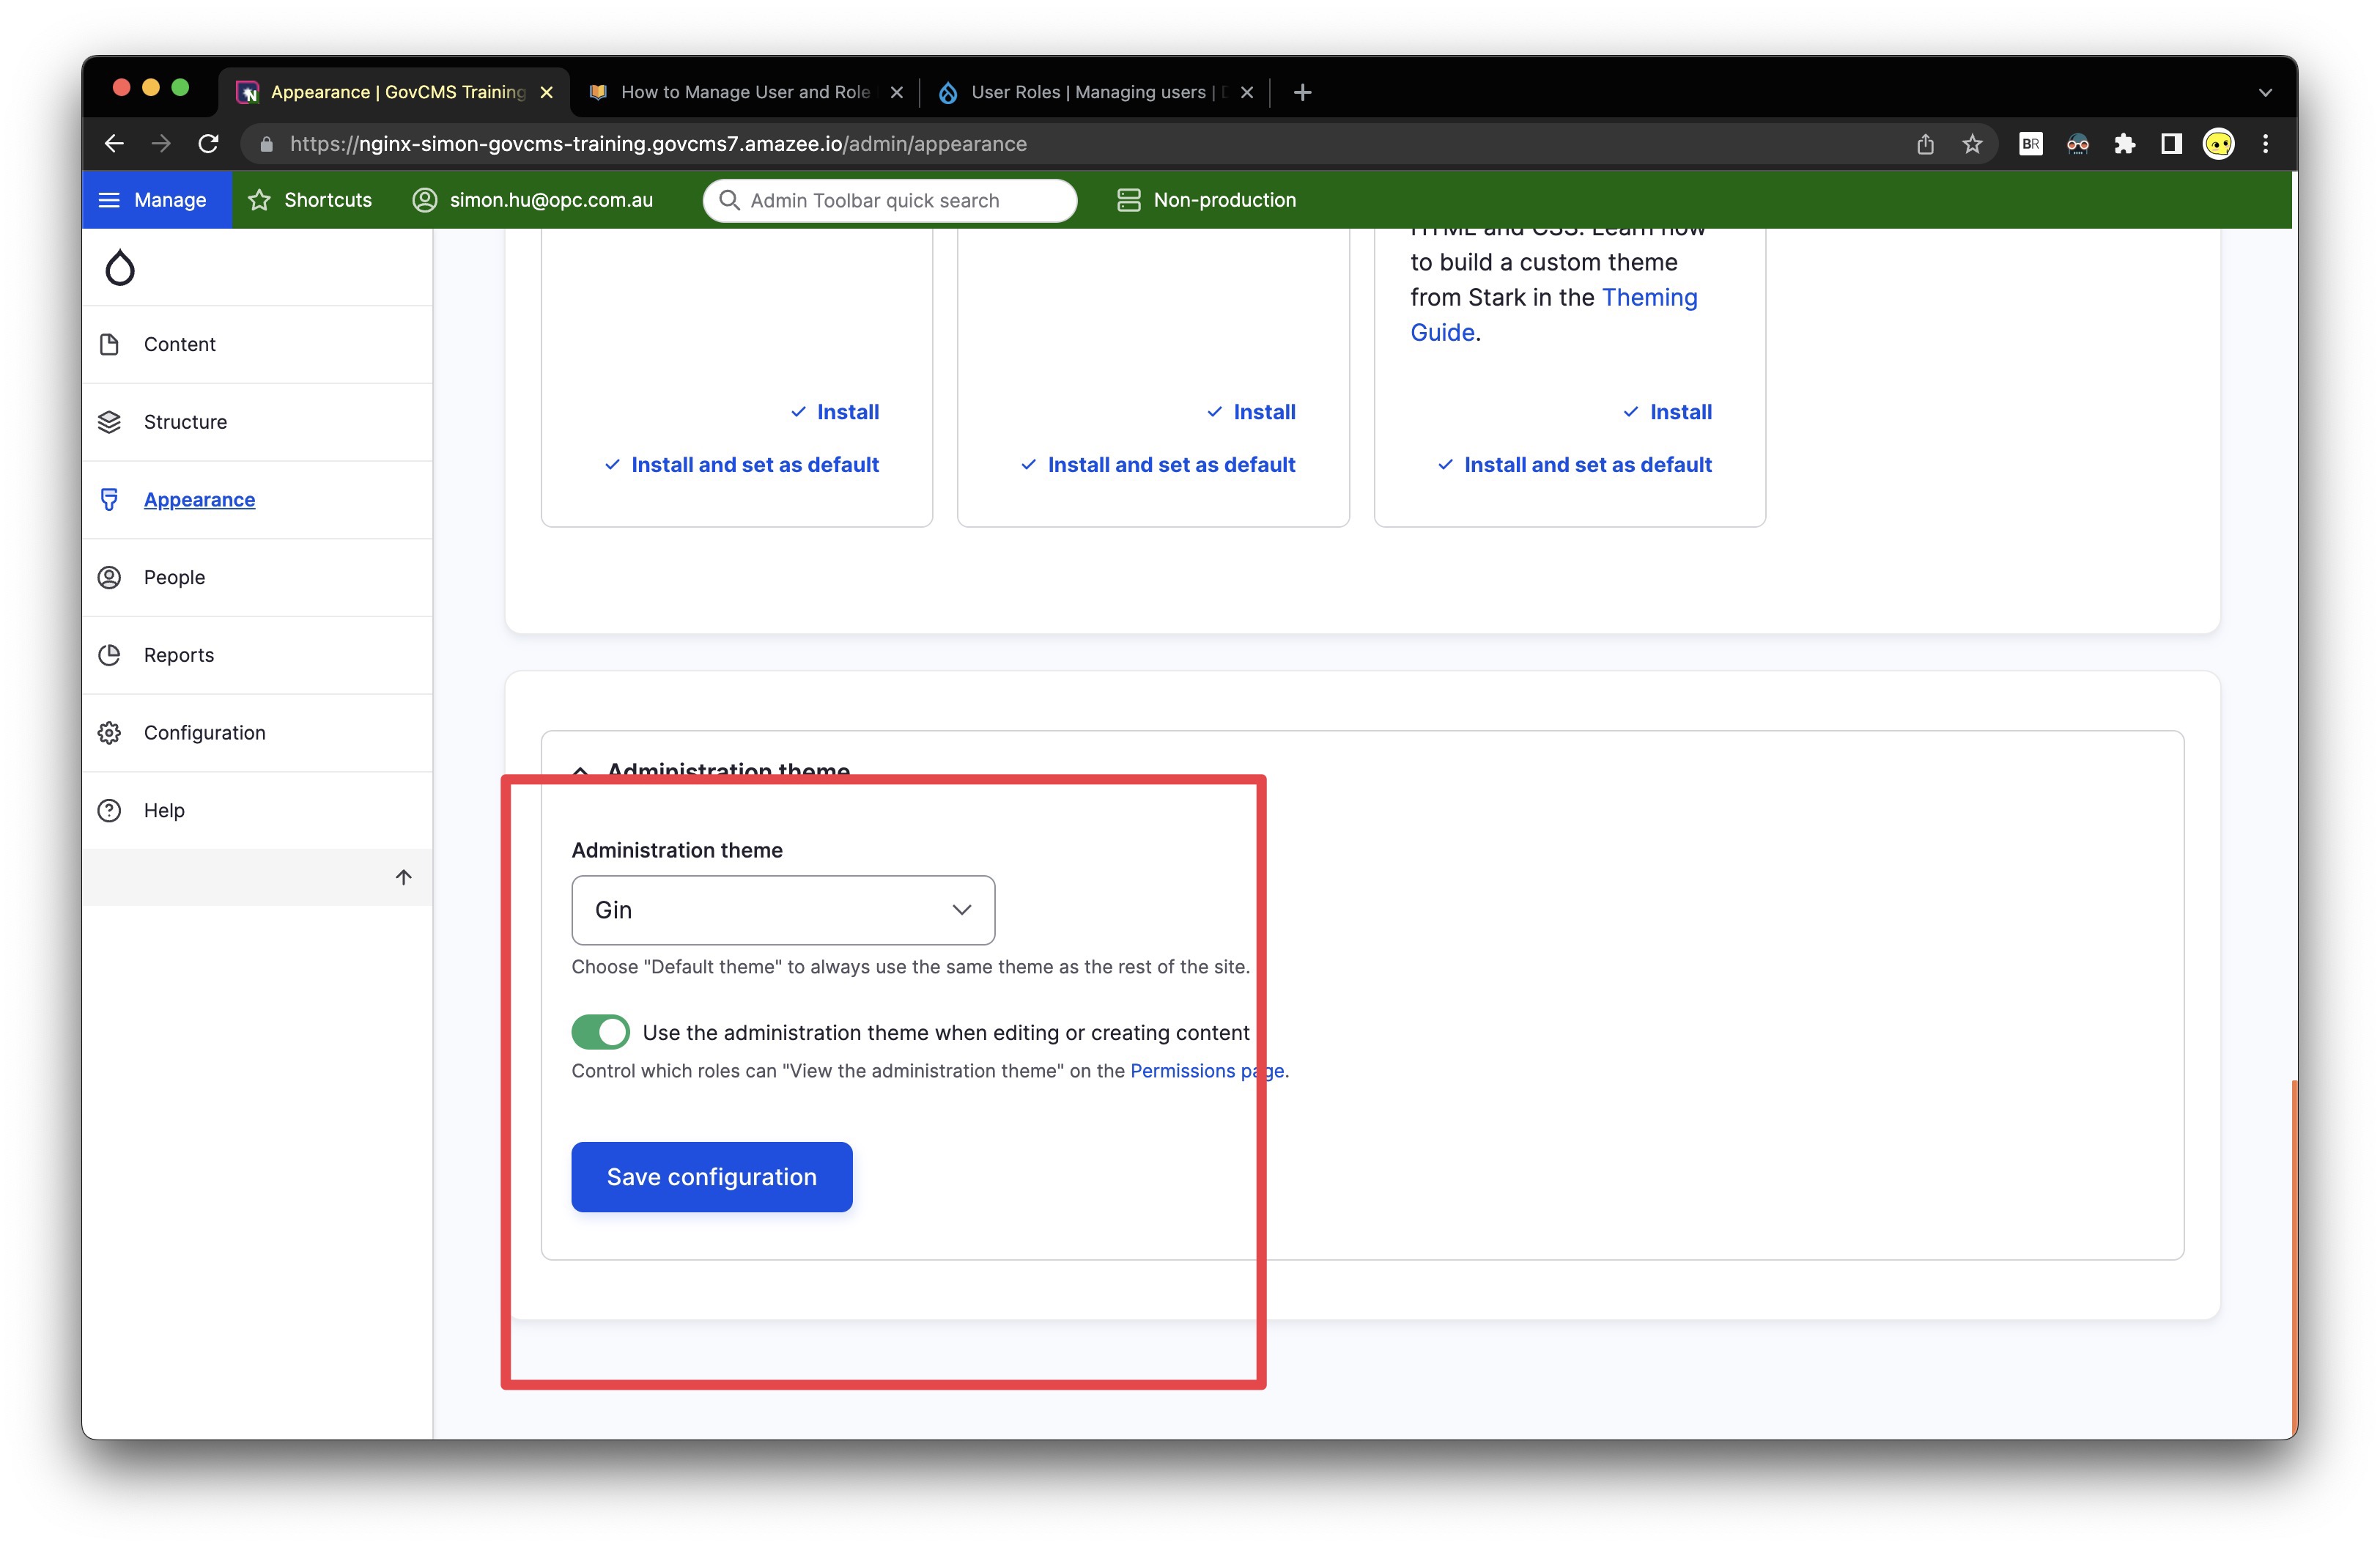 Appearance | GovCMS Training
How to Manage User and Role
User Roles | Managing users |
https://nginx-simon-govcms-training.govcms7.amazee.io/admin/appearance
BR
Manage
Shortcuts
simon.hu@opc.com.au
Admin Toolbar quick search
Non-production
Content
Structure
Appearance
People
Reports
Configuration
Help
HTML and CSS. Learn how
to build a custom theme
from Stark in the Theming
Guide.
Install
Install and set as default
Install
Install and set as default
Install
Install and set as default
Administration theme
Administration theme
Gin
Choose "Default theme" to always use the same theme as the rest of the site.
Use the administration theme when editing or creating content
Control which roles can "View the administration theme" on the Permissions page.
Save configuration